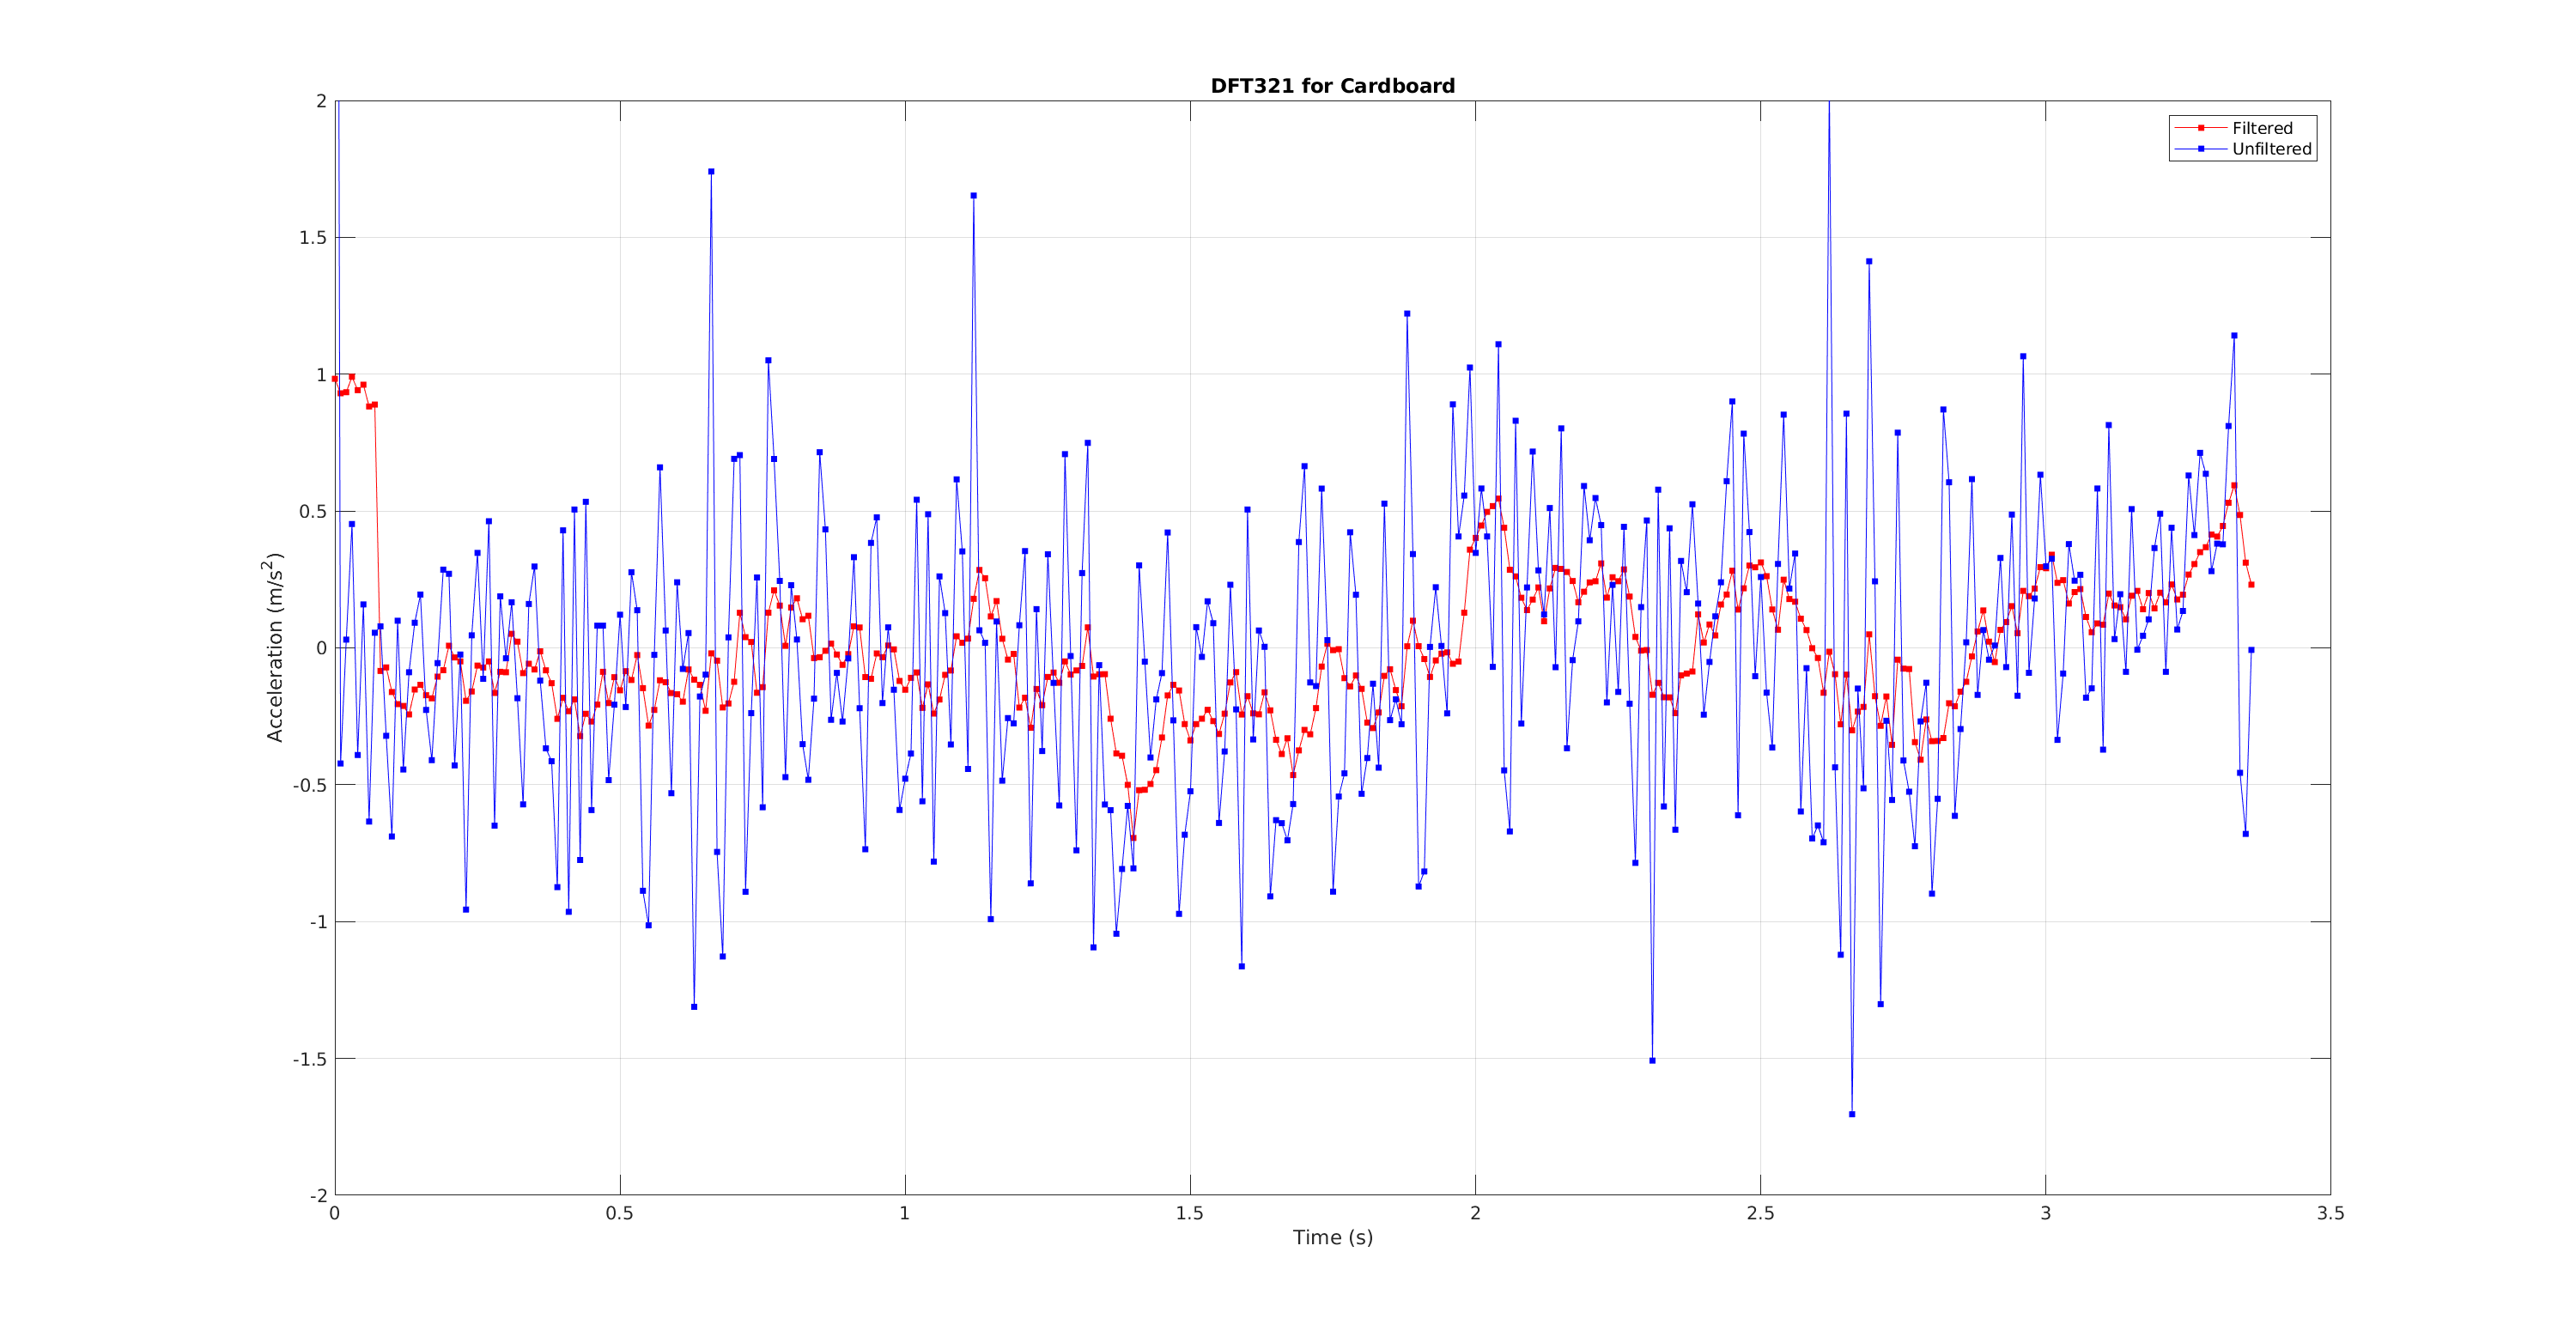 DFT321 for Cardboard
Filtered
Unfiltered
Acceleration (m/s²)
2
1.5
1
0.5
0
-0.5
-1
-1.5
-2
0 0.5 1 1.5 2 2.5 3 3.5
Time (s)